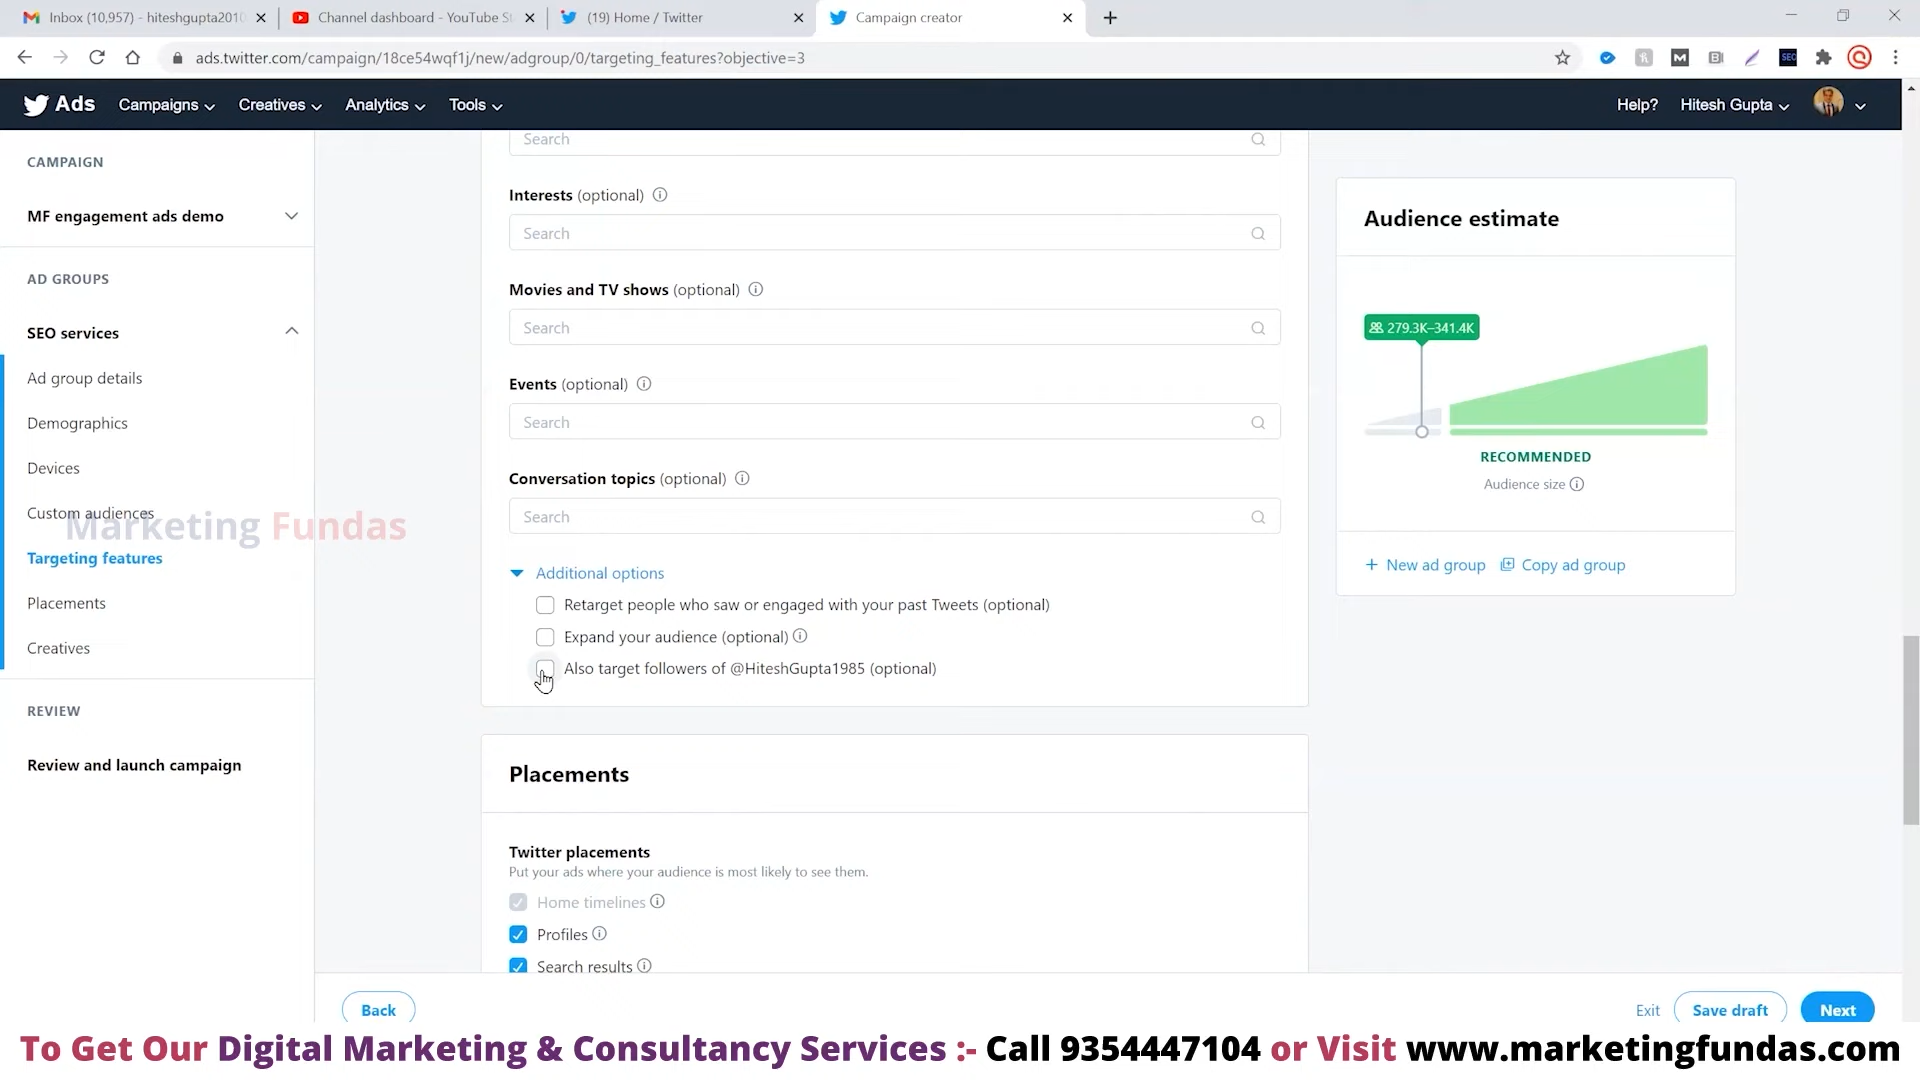 Inbox (10,957) - hiteshgupta2010
Channel dashboard - YouTube St
(19) Home / Twitter
Campaign creator
ads.twitter.com/campaign/18ce54wqf1j/new/adgroup/0/targeting_features?objective=3
Ads
Campaigns
Creatives
Analytics
Tools
Help?
Hitesh Gupta
CAMPAIGN
MF engagement ads demo
AD GROUPS
SEO services
Ad group details
Demographics
Devices
Custom audiences
Marketing Fundas
Targeting features
Placements
Creatives
REVIEW
Review and launch campaign
Search
Interests (optional)
Search
Movies and TV shows (optional)
Search
Events (optional)
Search
Conversation topics (optional)
Search
Additional options
Retarget people who saw or engaged with your past Tweets (optional)
Expand your audience (optional)
Also target followers of @HiteshGupta1985 (optional)
Placements
Twitter placements
Put your ads where your audience is most likely to see them.
Home timelines
Profiles
Search results
Audience estimate
279.3K–341.4K
RECOMMENDED
Audience size
+ New ad group
Copy ad group
Back
Exit
Save draft
Next
To Get Our Digital Marketing & Consultancy Services :- Call 9354447104 or Visit www.marketingfundas.com